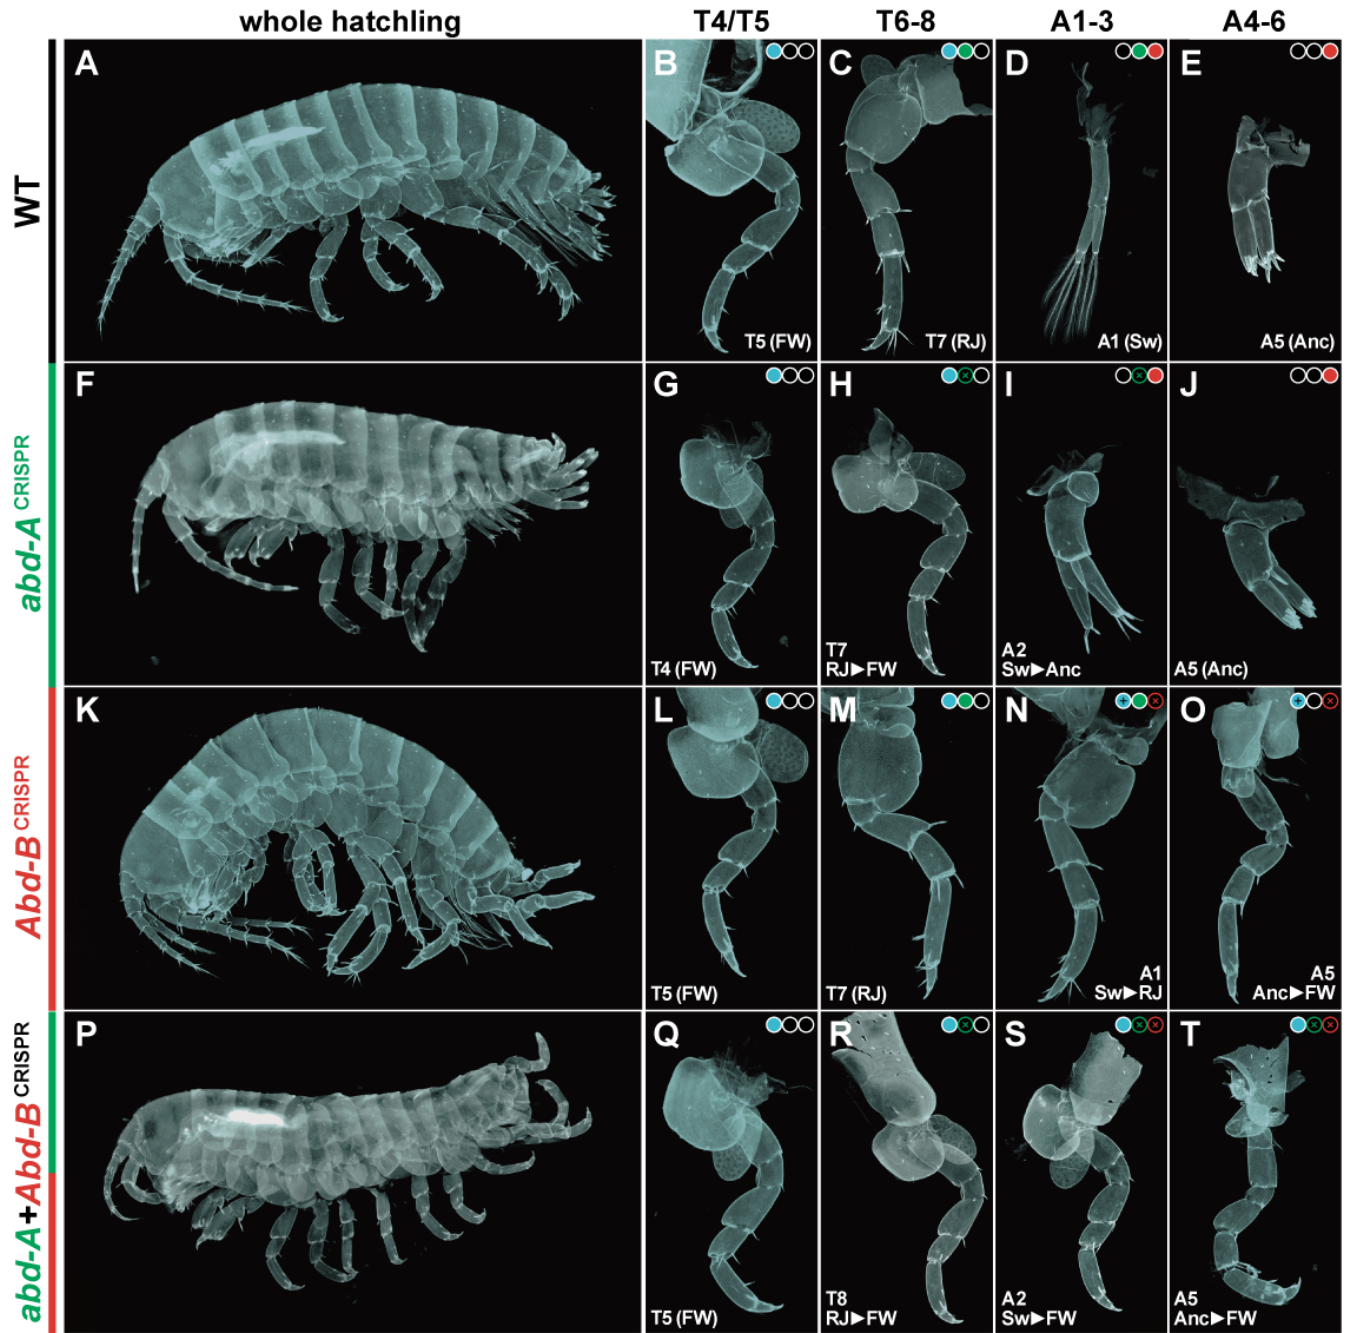 whole hatchling T4/T5 T6-8 A1-3 A4-6
WT
A B C D E
T5 (FW) T7 (RJ) A1 (Sw) A5 (Anc)
abd-A CRISPR
F G H I J
T4 (FW)
T7
RJ▶FW
A2
Sw▶Anc
A5 (Anc)
Abd-B CRISPR
K L M N O
T5 (FW)
T7 (RJ)
A1
Sw▶RJ
A5
Anc▶FW
abd-A+Abd-B CRISPR
P Q R S T
T5 (FW)
T8
RJ▶FW
A2
Sw▶FW
A5
Anc▶FW